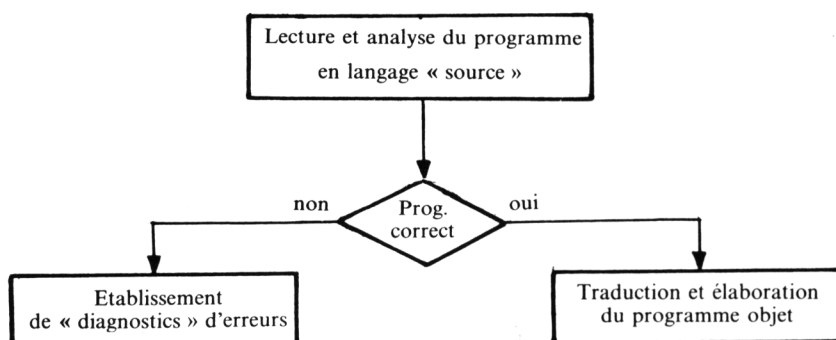 Lecture et analyse du programme
en langage « source »
non
Prog.
correct
oui
Etablissement
de « diagnostics » d'erreurs
Traduction et élaboration
du programme objet